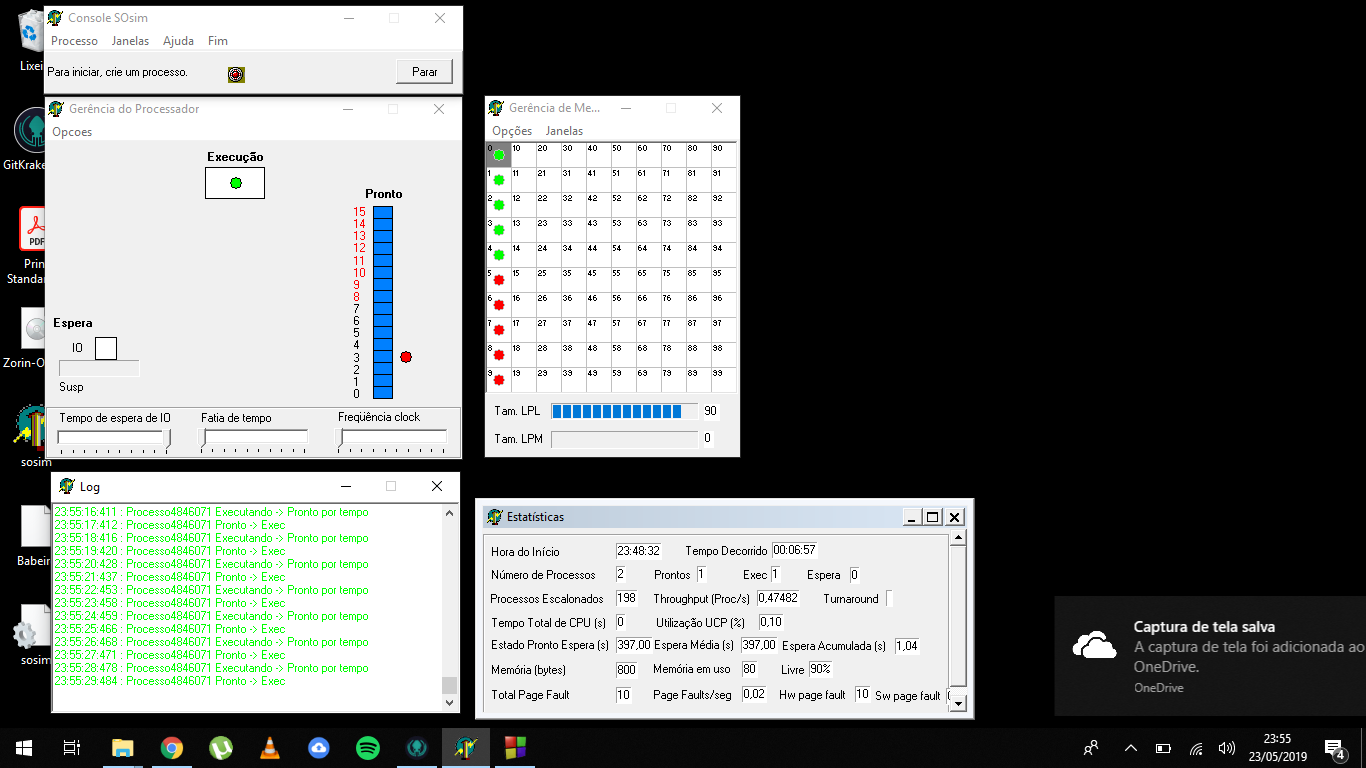 Console SOsim
Processo Janelas Ajuda Fim
Para iniciar, crie um processo.
Parar
Gerência do Processador
Opcoes
Execução
Pronto
15
14
13
12
11
10
9
8
7
6
5
4
3
2
1
0
Espera
IO
Susp
Tempo de espera de IO Fatia de tempo Freqüência clock
Gerência de Me...
Opções Janelas
0 10 20 30 40 50 60 70 80 90
1 11 21 31 41 51 61 71 81 91
2 12 22 32 42 52 62 72 82 92
3 13 23 33 43 53 63 73 83 93
4 14 24 34 44 54 64 74 84 94
5 15 25 35 45 55 65 75 85 95
6 16 26 36 46 56 66 76 86 96
7 17 27 37 47 57 67 77 87 97
8 18 28 38 48 58 68 78 88 98
9 19 29 39 49 59 69 79 89 99
Tam. LPL 90
Tam. LPM 0
Log
23:55:16:411 : Processo4846071 Executando -> Pronto por tempo
23:55:17:412 : Processo4846071 Pronto -> Exec
23:55:18:416 : Processo4846071 Executando -> Pronto por tempo
23:55:19:420 : Processo4846071 Pronto -> Exec
23:55:20:428 : Processo4846071 Executando -> Pronto por tempo
23:55:21:437 : Processo4846071 Pronto -> Exec
23:55:22:453 : Processo4846071 Executando -> Pronto por tempo
23:55:23:458 : Processo4846071 Pronto -> Exec
23:55:24:459 : Processo4846071 Executando -> Pronto por tempo
23:55:25:466 : Processo4846071 Pronto -> Exec
23:55:26:468 : Processo4846071 Executando -> Pronto por tempo
23:55:27:471 : Processo4846071 Pronto -> Exec
23:55:28:478 : Processo4846071 Executando -> Pronto por tempo
23:55:29:484 : Processo4846071 Pronto -> Exec
Estatísticas
Hora do Início 23:48:32 Tempo Decorrido 00:06:57
Número de Processos 2 Prontos 1 Exec 1 Espera 0
Processos Escalonados 198 Throughput (Proc/s) 0,47482 Turnaround
Tempo Total de CPU (s) 0 Utilização UCP (%) 0,10
Estado Pronto Espera (s) 397,00 Espera Média (s) 397,00 Espera Acumulada (s) 1,04
Memória (bytes) 800 Memória em uso 80 Livre 90%
Total Page Fault 10 Page Faults/seg 0,02 Hw page fault 10 Sw page fault
Lixei
GitKrake
PDF
Prin
Standar
Zorin-O
sosim
Babein
sosim
Captura de tela salva
A captura de tela foi adicionada ao
OneDrive.
OneDrive
23:55
23/05/2019
4